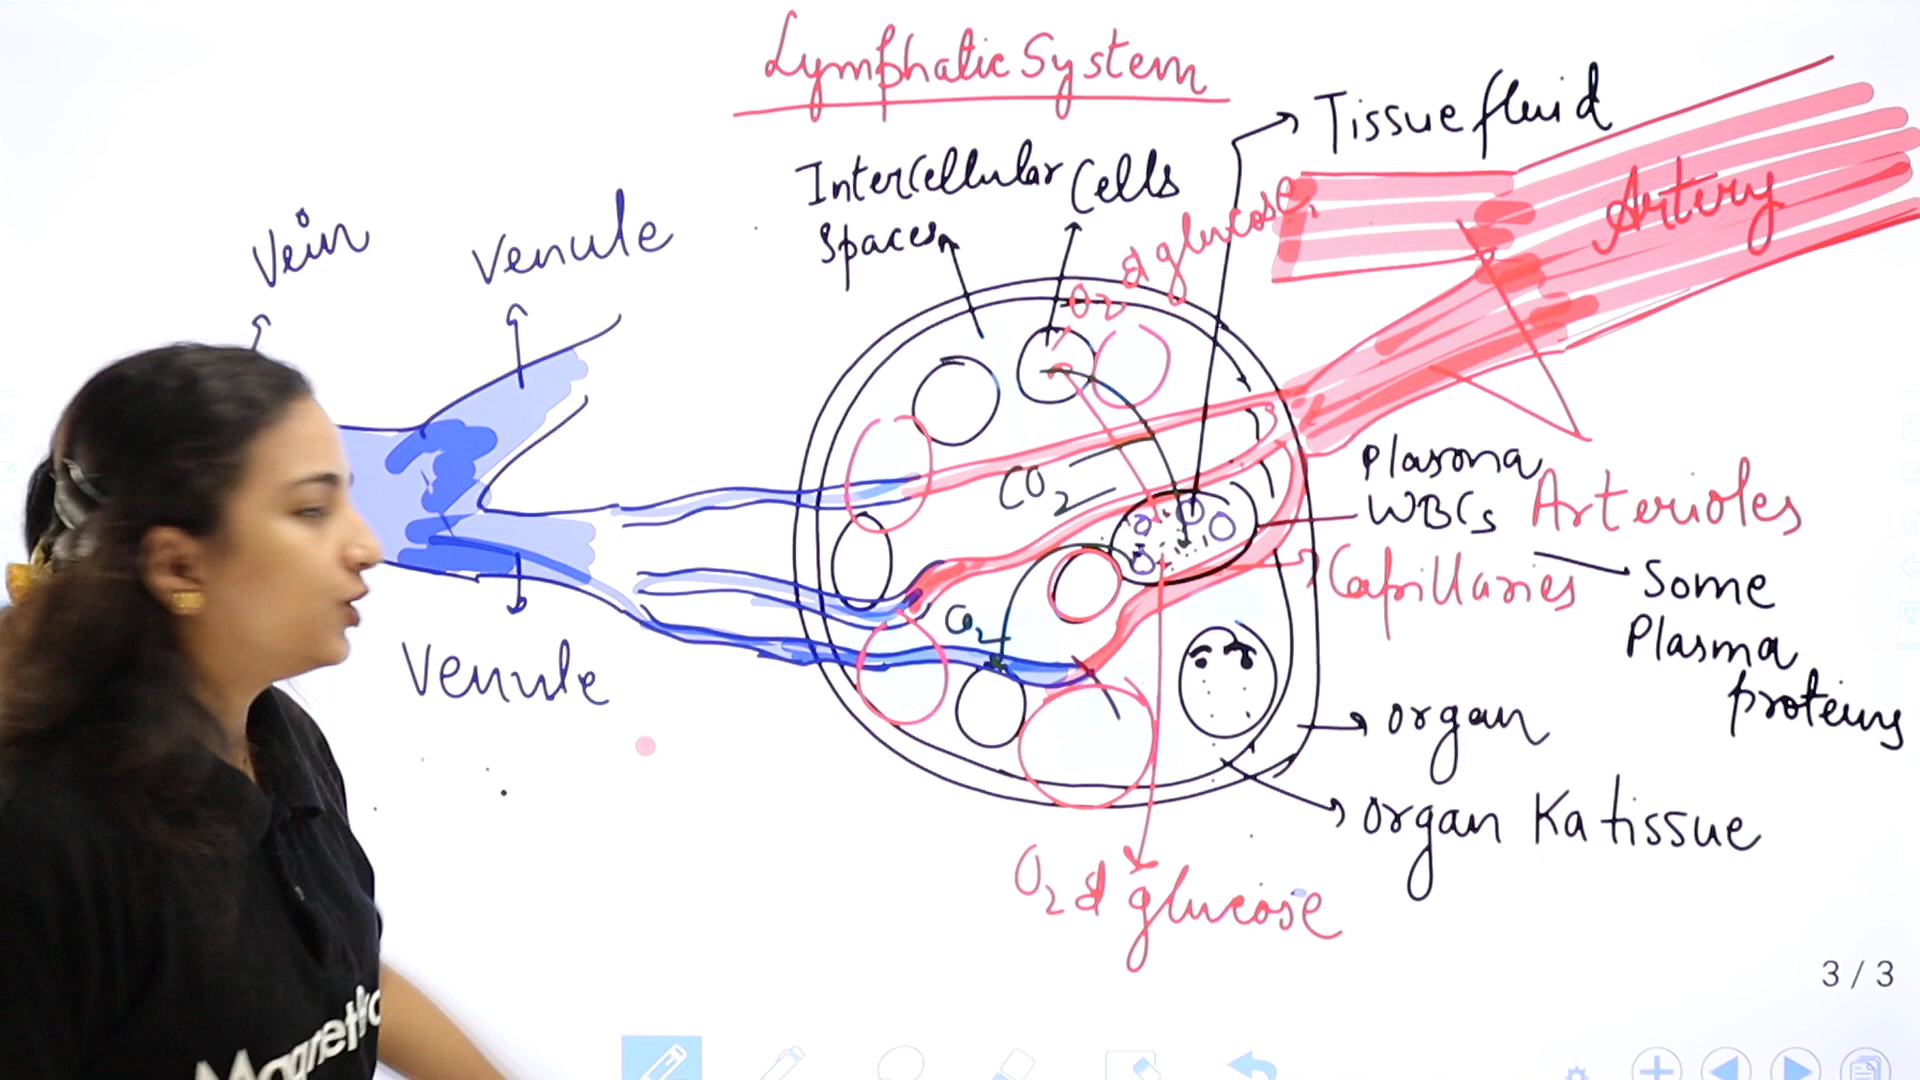 Lymphatic System
Tissue fluid
Intercellular Cells
Spaces
O2 & glucose,
Artery
Vein
Venule
CO2
Plasma
WBCs
Arterioles
Capillaries
Some
Plasma
proteins
CO2
Venule
organ
organ Ka tissue
O2 & glucose
3 / 3